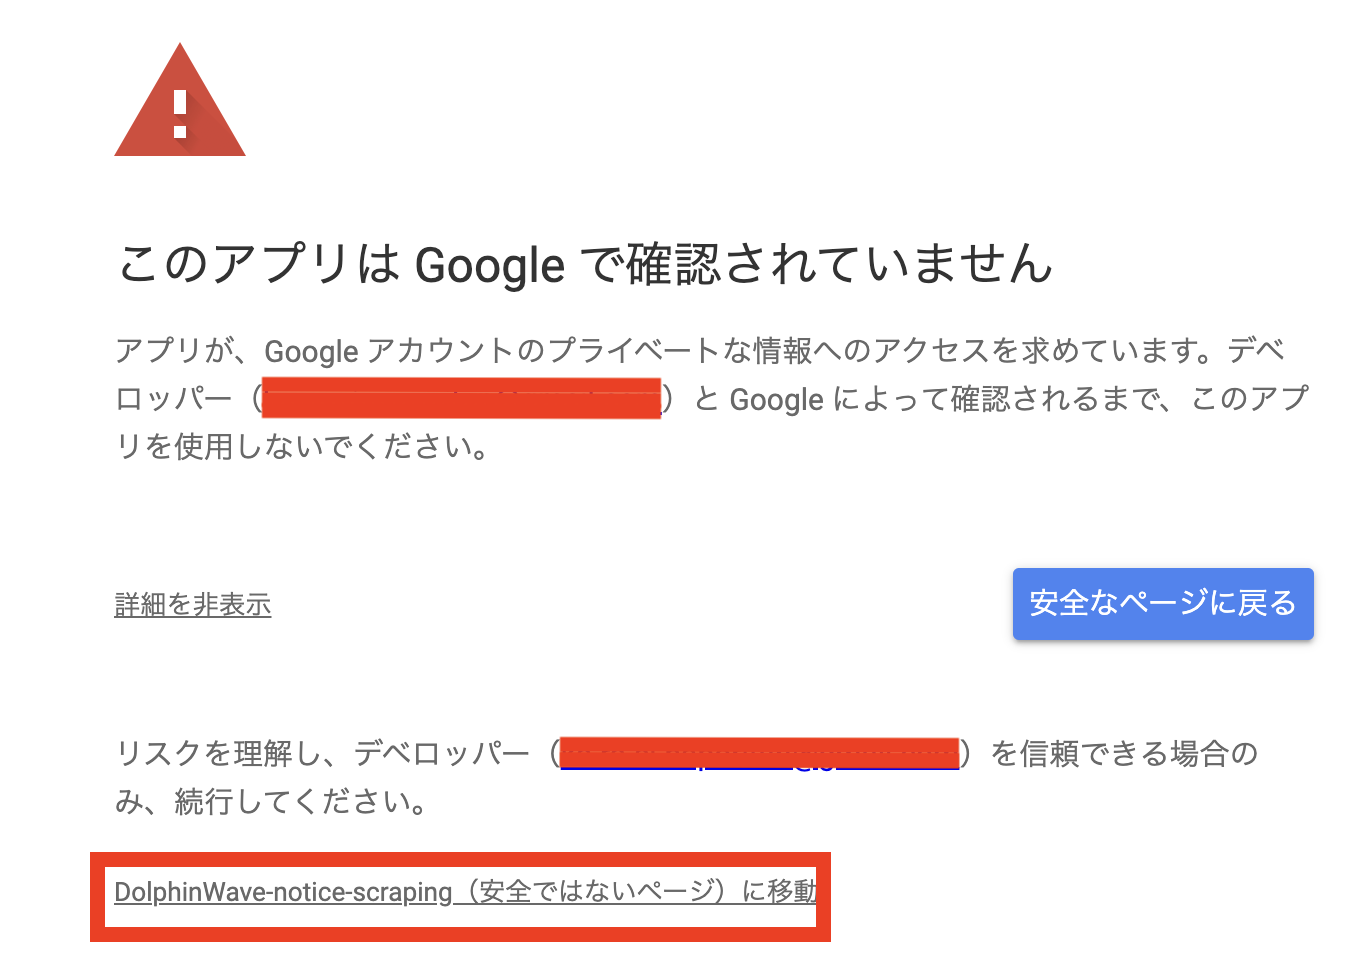 このアプリは Google で確認されていません
アプリが、Google アカウントのプライベートな情報へのアクセスを求めています。デベ
ロッパー（）と Google によって確認されるまで、このアプ
リを使用しないでください。
詳細を非表示
安全なページに戻る
リスクを理解し、デベロッパー（）を信頼できる場合の
み、続行してください。
DolphinWave-notice-scraping（安全ではないページ）に移動